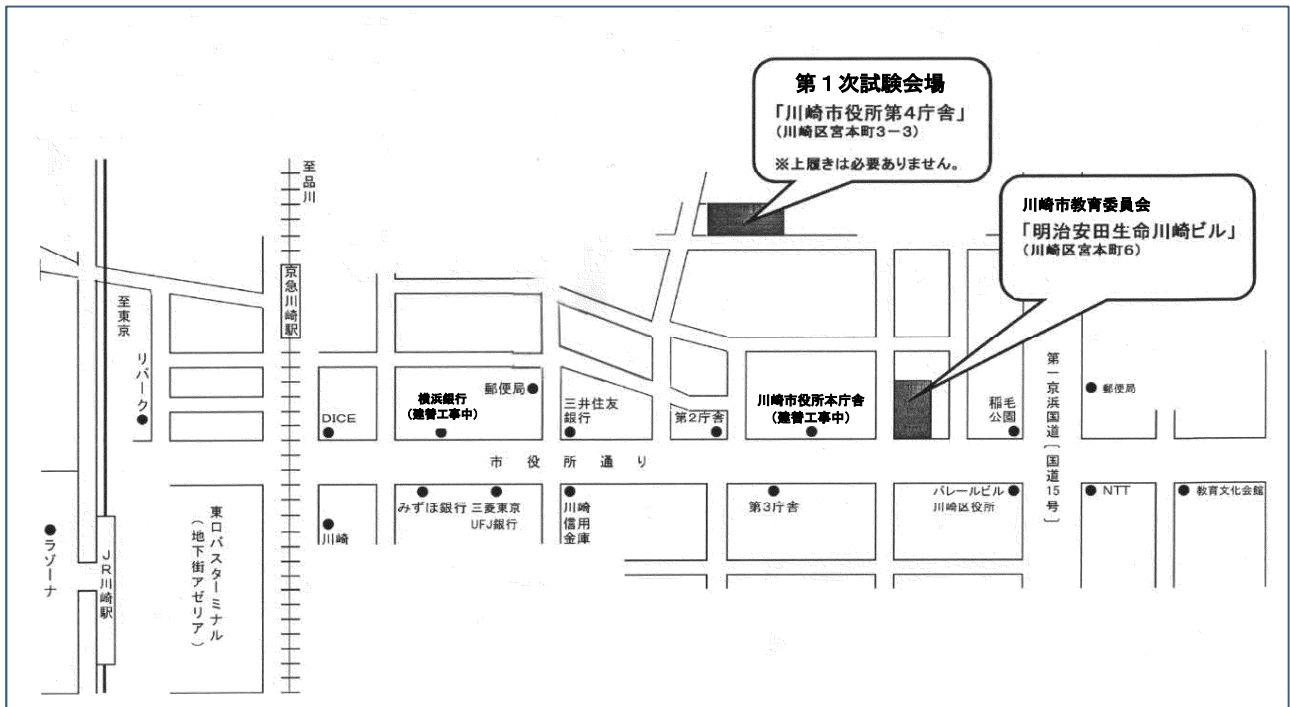 第１次試験会場
「川崎市役所第4庁舎」
(川崎区宮本町3－3)
※上履きは必要ありません。
川崎市教育委員会
「明治安田生命川崎ビル」
(川崎区宮本町6)
至品川
京急川崎駅
至東京
リバーク
DICE
横浜銀行
(建替工事中)
郵便局
三井住友
銀行
第2庁舎
川崎市役所本庁舎
(建替工事中)
稲毛
公園
第一京浜国道〔国道15号〕
郵便局
市役所通り
みずほ銀行
三菱東京
UFJ銀行
川崎
川崎
信用
金庫
第3庁舎
パレールビル
川崎区役所
NTT
教育文化会館
ラゾーナ
JR川崎駅
東口バスターミナル
(地下街アゼリア)